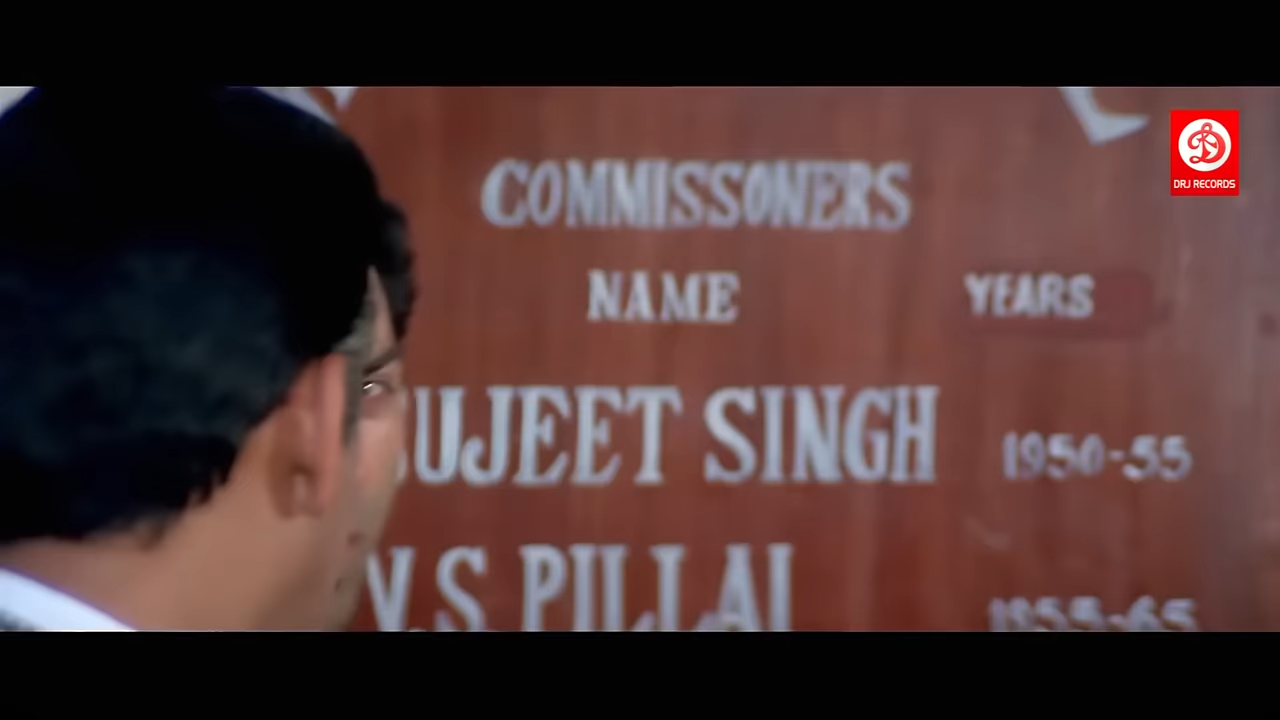 COMMISSONERS
NAME YEARS
UJEET SINGH 1950-55
V.S PILLAI 1955-65
DRJ RECORDS